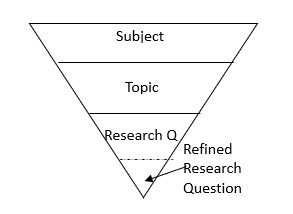 Subject
Topic
Research Q
Refined
Research
Question